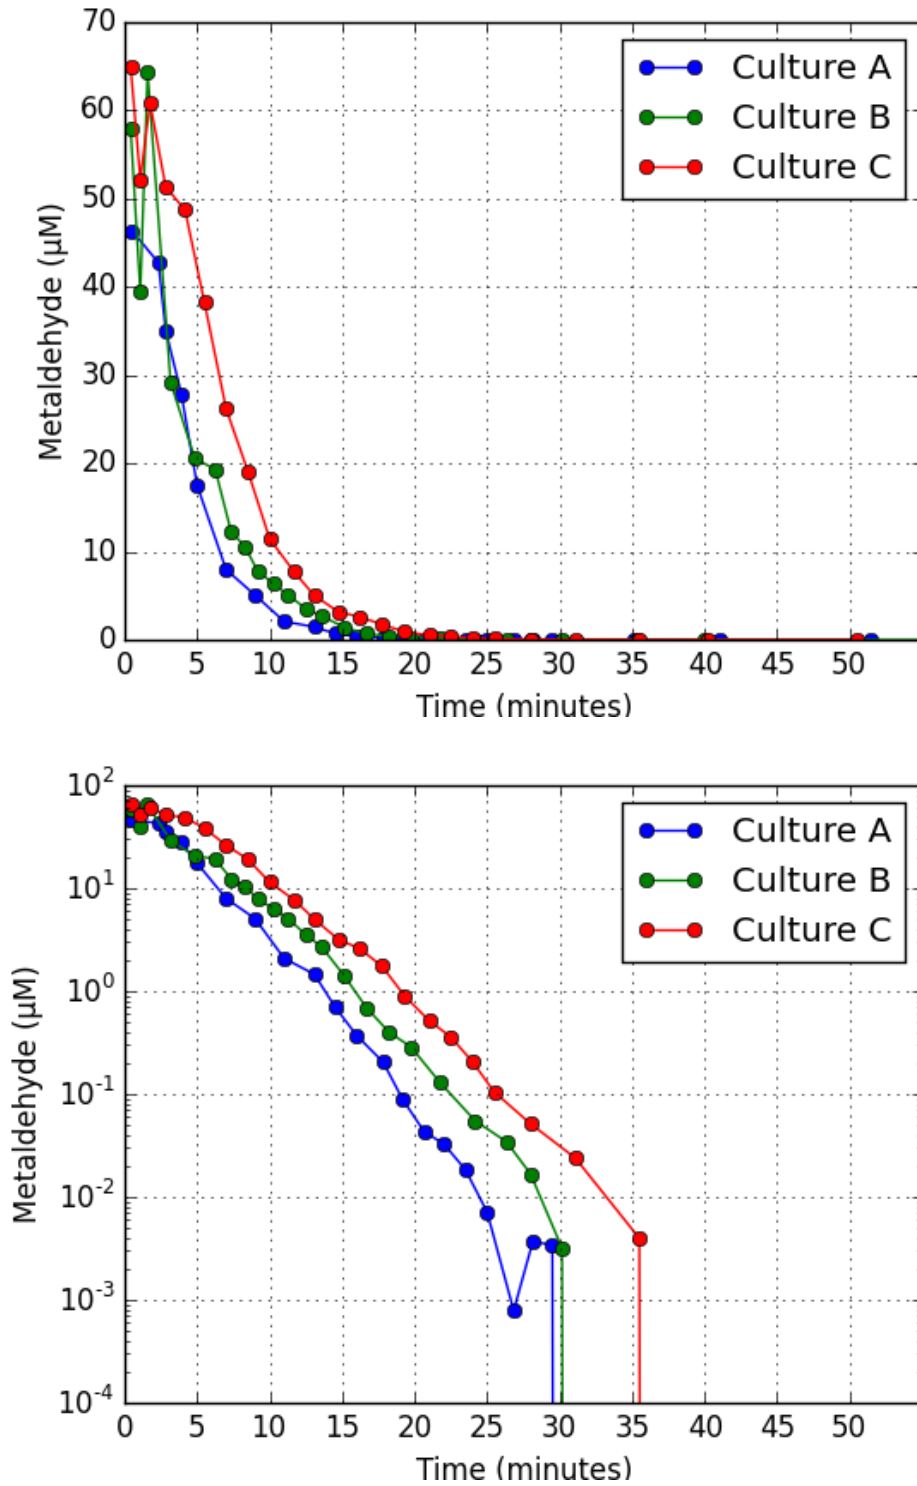 70
60
50
40
30
20
10
0
Metaldehyde (µM)
Culture A
Culture B
Culture C
0 5 10 15 20 25 30 35 40 45 50
Time (minutes)
10²
10¹
10⁰
10⁻¹
10⁻²
10⁻³
10⁻⁴
Metaldehyde (µM)
Culture A
Culture B
Culture C
0 5 10 15 20 25 30 35 40 45 50
Time (minutes)